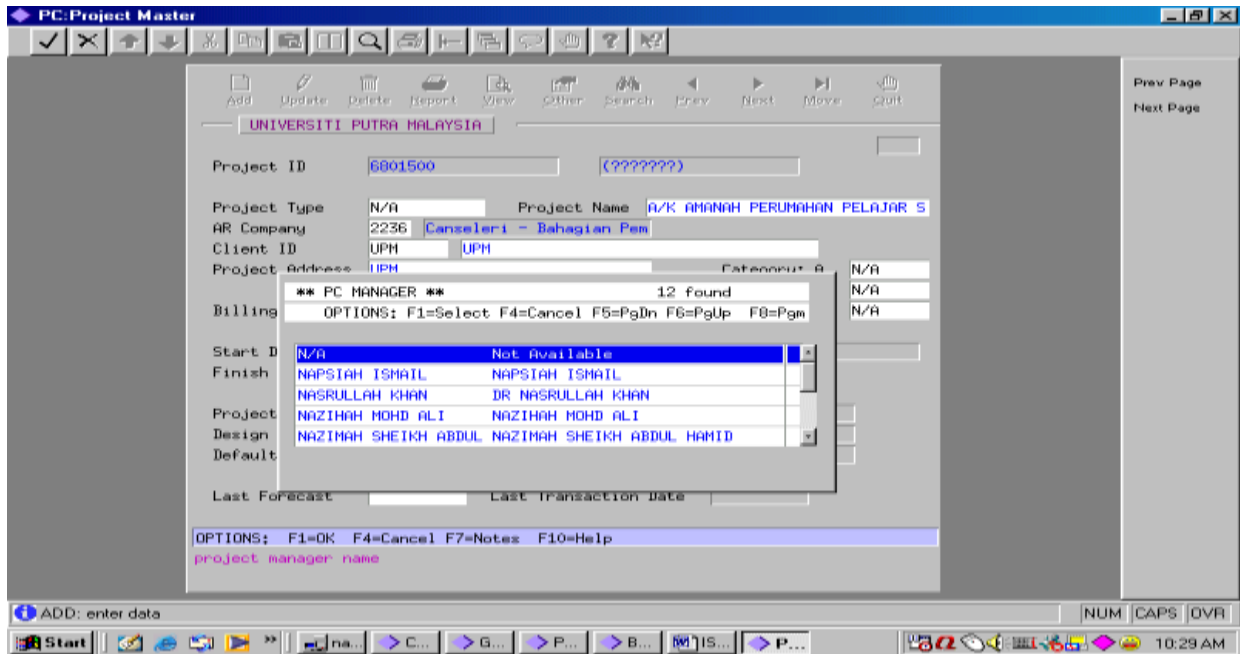 PC:Project Master
Add Update Delete Report View Other Search Prev Next Move Quit
Prev Page
Next Page
UNIVERSITI PUTRA MALAYSIA
Project ID 6801500 (???????)
Project Type N/A Project Name A/K AMANAH PERUMAHAN PELAJAR S
AR Company 2236 Canseleri - Bahagian Pem
Client ID UPM UPM
Project Address UPM Category: A N/A
N/A
Billing N/A
** PC MANAGER ** 12 found
OPTIONS: F1=Select F4=Cancel F5=PgDn F6=PgUp F8=Pgm
Start D
Finish
Project
Design
Default
N/A Not Available
NAPSIAH ISMAIL NAPSIAH ISMAIL
NASRULLAH KHAN DR NASRULLAH KHAN
NAZIHAH MOHD ALI NAZIHAH MOHD ALI
NAZIMAH SHEIKH ABDUL NAZIMAH SHEIKH ABDUL HAMID
Last Forecast Last Transaction Date
OPTIONS: F1=OK F4=Cancel F7=Notes F10=Help
project manager name
ADD: enter data NUM CAPS OVR
Start na... C... G... P... B... IS... P... 10:29 AM